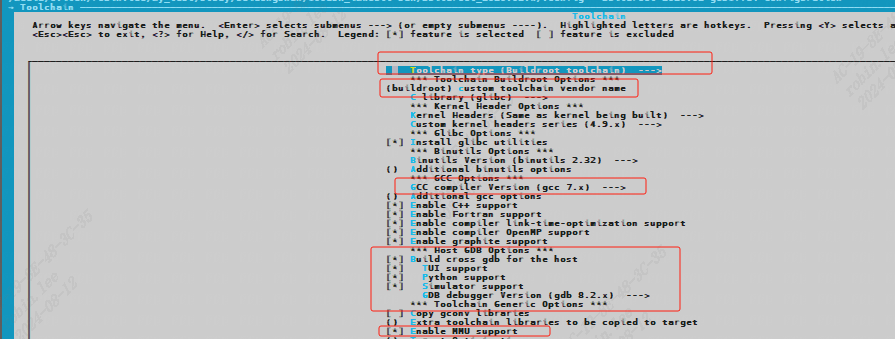 → Toolchain
Toolchain
Arrow keys navigate the menu. <Enter> selects submenus ---> (or empty submenus ----). Highlighted letters are hotkeys. Pressing <Y> selects a
<Esc><Esc> to exit, <?> for Help, </> for Search. Legend: [*] feature is selected [ ] feature is excluded
Toolchain type (Buildroot toolchain) --->
*** Toolchain Buildroot Options ***
(buildroot) custom toolchain vendor name
C library (glibc) --->
*** Kernel Header Options ***
Kernel Headers (Same as kernel being built) --->
Custom kernel headers series (4.9.x) --->
*** Glibc Options ***
[*] Install glibc utilities
*** Binutils Options ***
Binutils Version (binutils 2.32) --->
() Additional binutils options
*** GCC Options ***
GCC compiler Version (gcc 7.x) --->
() Additional gcc options
[*] Enable C++ support
[*] Enable Fortran support
[*] Enable compiler link-time-optimization support
[*] Enable compiler OpenMP support
[*] Enable graphite support
*** Host GDB Options ***
[*] Build cross gdb for the host
[*] TUI support
[*] Python support
[*] Simulator support
GDB debugger Version (gdb 8.2.x) --->
*** Toolchain Generic Options ***
[ ] Copy gconv libraries
() Extra toolchain libraries to be copied to target
[*] Enable MMU support